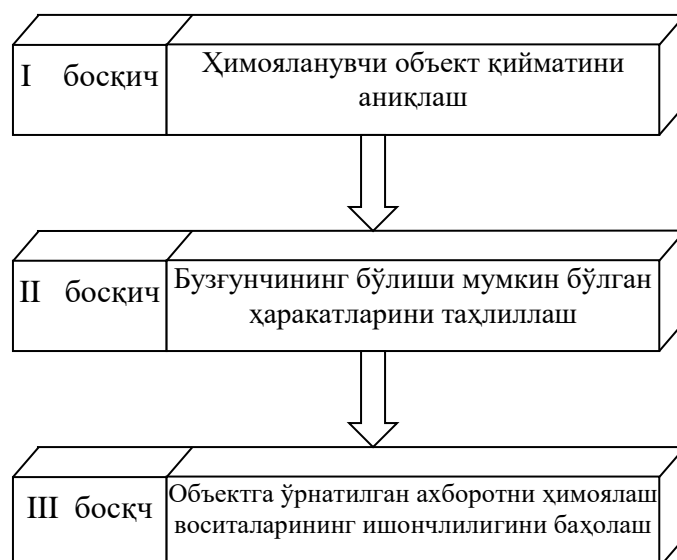 I босқич
Ҳимояланувчи объект қийматини
аниқлаш
II босқич
Бузғунчининг бўлиши мумкин бўлган
ҳаракатларини таҳлиллаш
III босқч
Объектга ўрнатилган ахборотни ҳимоялаш
воситаларининг ишончлилигини баҳолаш